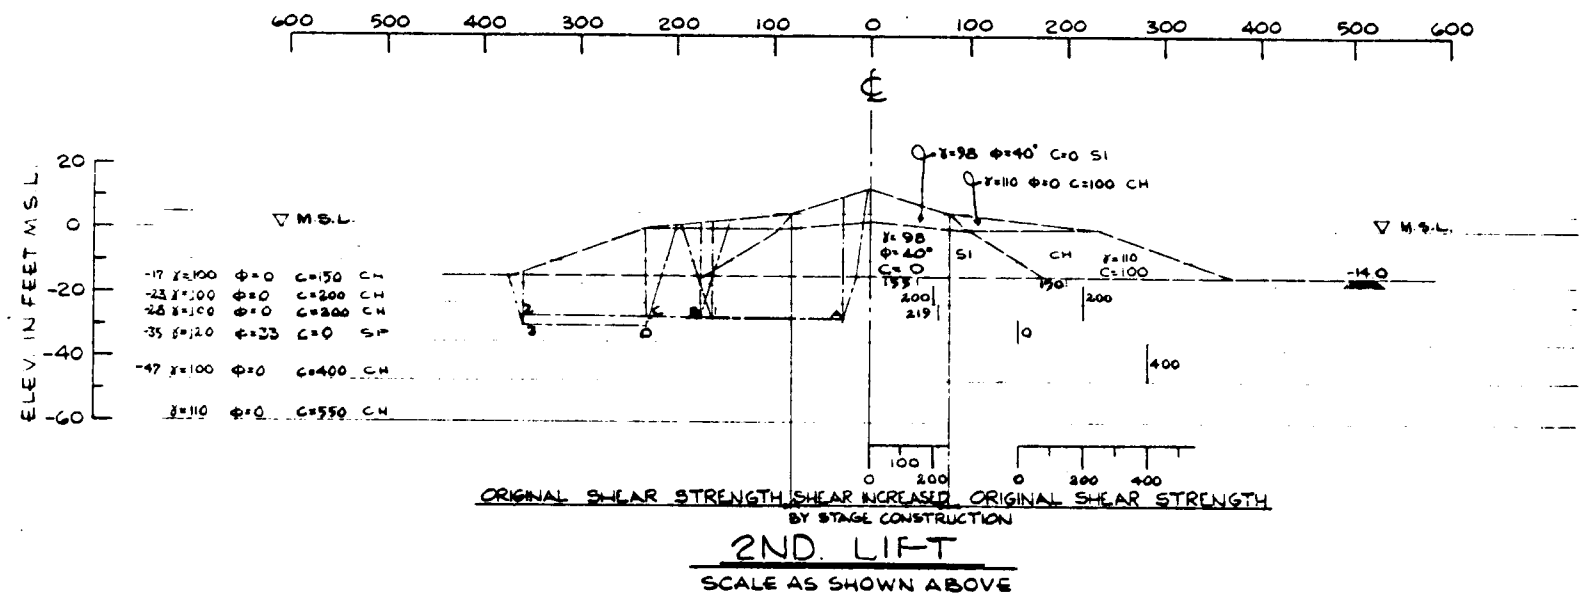 600 500 400 300 200 100 0 100 200 300 400 500 600
℄
ELEV. IN FEET M.S.L.
20
0
-20
-40
-60
M.S.L.
M.S.L.
γ=98 Φ=40° C=0 SI
γ=110 Φ=0 C=100 CH
γ=98
Φ=40°
C=0
SI
CH
γ=110
C=100
-17 γ=100 Φ=0 C=150 CH
-23 γ=100 Φ=0 C=200 CH
-28 γ=100 Φ=0 C=200 CH
-35 γ=120 Φ=33 C=0 SP
-47 γ=100 Φ=0 C=400 CH
γ=110 Φ=0 C=550 CH
155
150
-14.0
200
200
219
0
400
2
3
D
C
B
A
100
0 200
0 200 400
ORIGINAL SHEAR STRENGTH
SHEAR INCREASED
BY STAGE CONSTRUCTION
ORIGINAL SHEAR STRENGTH
2ND. LIFT
SCALE AS SHOWN ABOVE